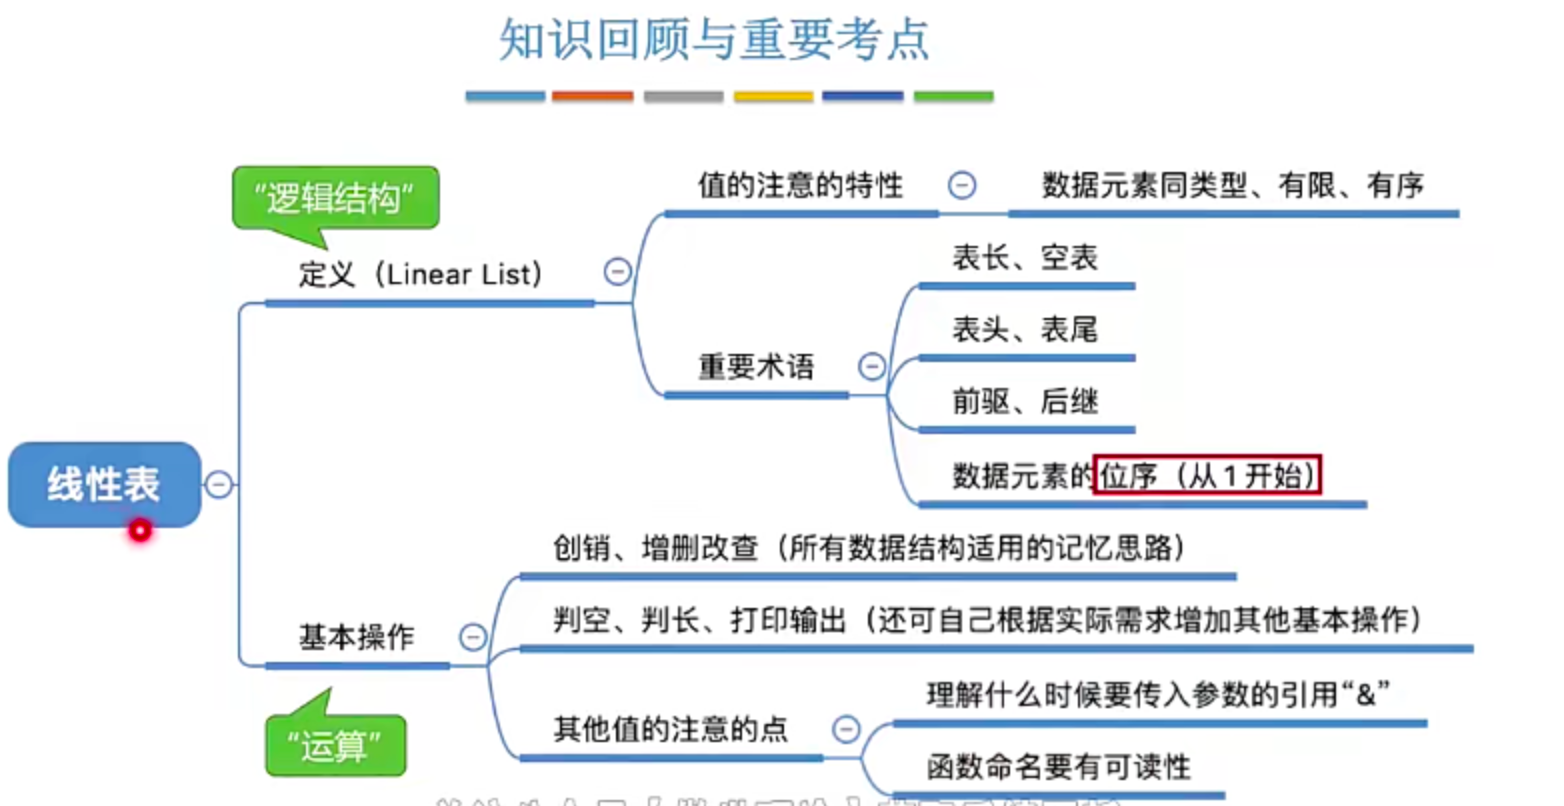 知识回顾与重要考点
“逻辑结构”
值的注意的特性
数据元素同类型、有限、有序
定义（Linear List）
表长、空表
表头、表尾
重要术语
前驱、后继
数据元素的位序（从1开始）
线性表
创销、增删改查（所有数据结构适用的记忆思路）
判空、判长、打印输出（还可自己根据实际需求增加其他基本操作）
基本操作
理解什么时候要传入参数的引用“&”
其他值的注意的点
“运算”
函数命名要有可读性